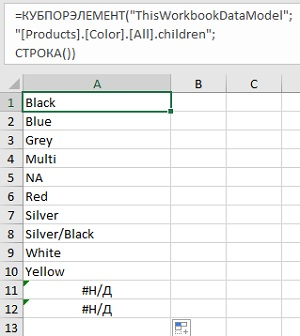 =КУБПОРЭЛЕМЕНТ("ThisWorkbookDataModel";
"[Products].[Color].[All].children";
СТРОКА())
A B C
1 Black
2 Blue
3 Grey
4 Multi
5 NA
6 Red
7 Silver
8 Silver/Black
9 White
10 Yellow
11 #Н/Д
12 #Н/Д
13